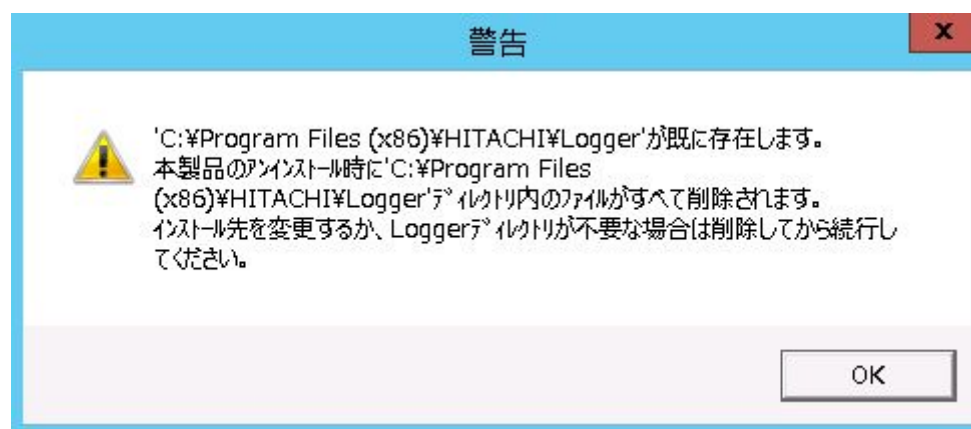 警告
x
'C:¥Program Files (x86)¥HITACHI¥Logger'が既に存在します。
本製品のｱﾝｲﾝｽﾄｰﾙ時に'C:¥Program Files
(x86)¥HITACHI¥Logger'ﾃﾞｨﾚｸﾄﾘ内のﾌｧｲﾙがすべて削除されます。
ｲﾝｽﾄｰﾙ先を変更するか、Loggerﾃﾞｨﾚｸﾄﾘが不要な場合は削除してから続行し
てください。
OK